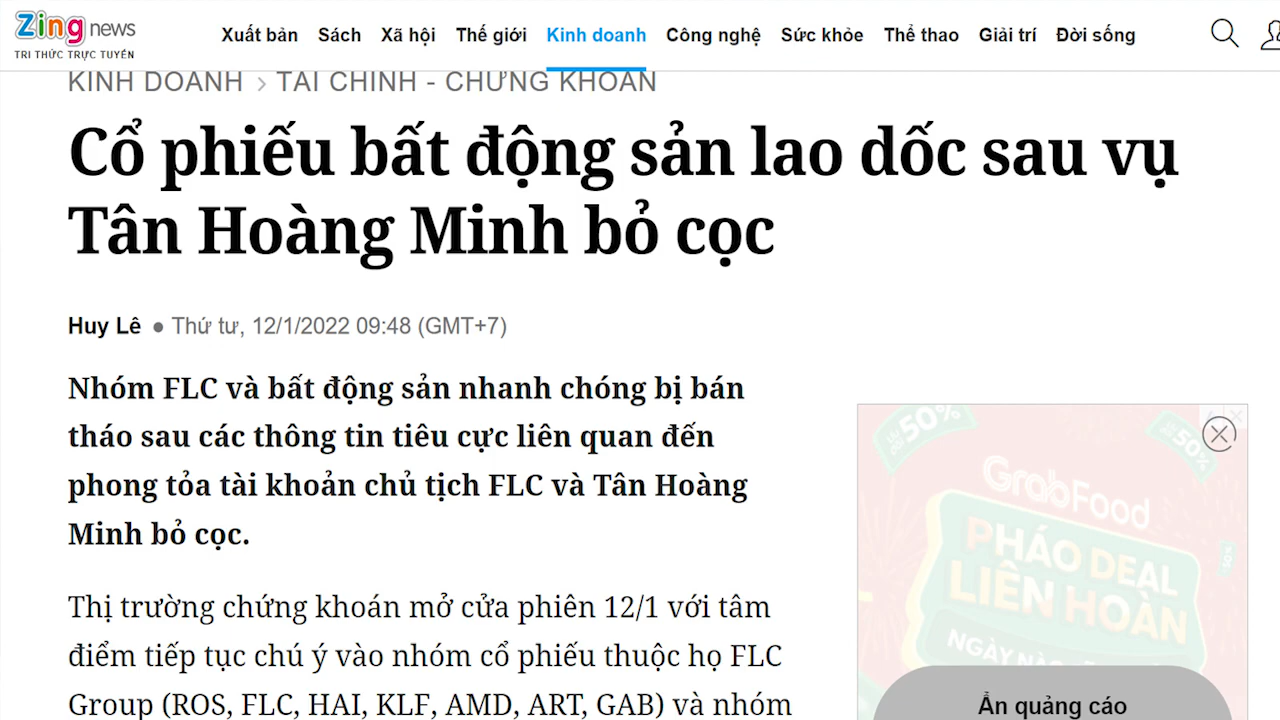 Zing news
TRI THỨC TRỰC TUYẾN
Xuất bản Sách Xã hội Thế giới Kinh doanh Công nghệ Sức khỏe Thể thao Giải trí Đời sống
KINH DOANH › TÀI CHÍNH - CHỨNG KHOÁN
Cổ phiếu bất động sản lao dốc sau vụ
Tân Hoàng Minh bỏ cọc
Huy Lê ● Thứ tư, 12/1/2022 09:48 (GMT+7)
Nhóm FLC và bất động sản nhanh chóng bị bán
tháo sau các thông tin tiêu cực liên quan đến
phong tỏa tài khoản chủ tịch FLC và Tân Hoàng
Minh bỏ cọc.
Thị trường chứng khoán mở cửa phiên 12/1 với tâm
điểm tiếp tục chú ý vào nhóm cổ phiếu thuộc họ FLC
Group (ROS, FLC, HAI, KLF, AMD, ART, GAB) và nhóm
50%
50%
GrabFood
PHÁO DEAL
LIÊN HOÀN
50%
Ẩn quảng cáo